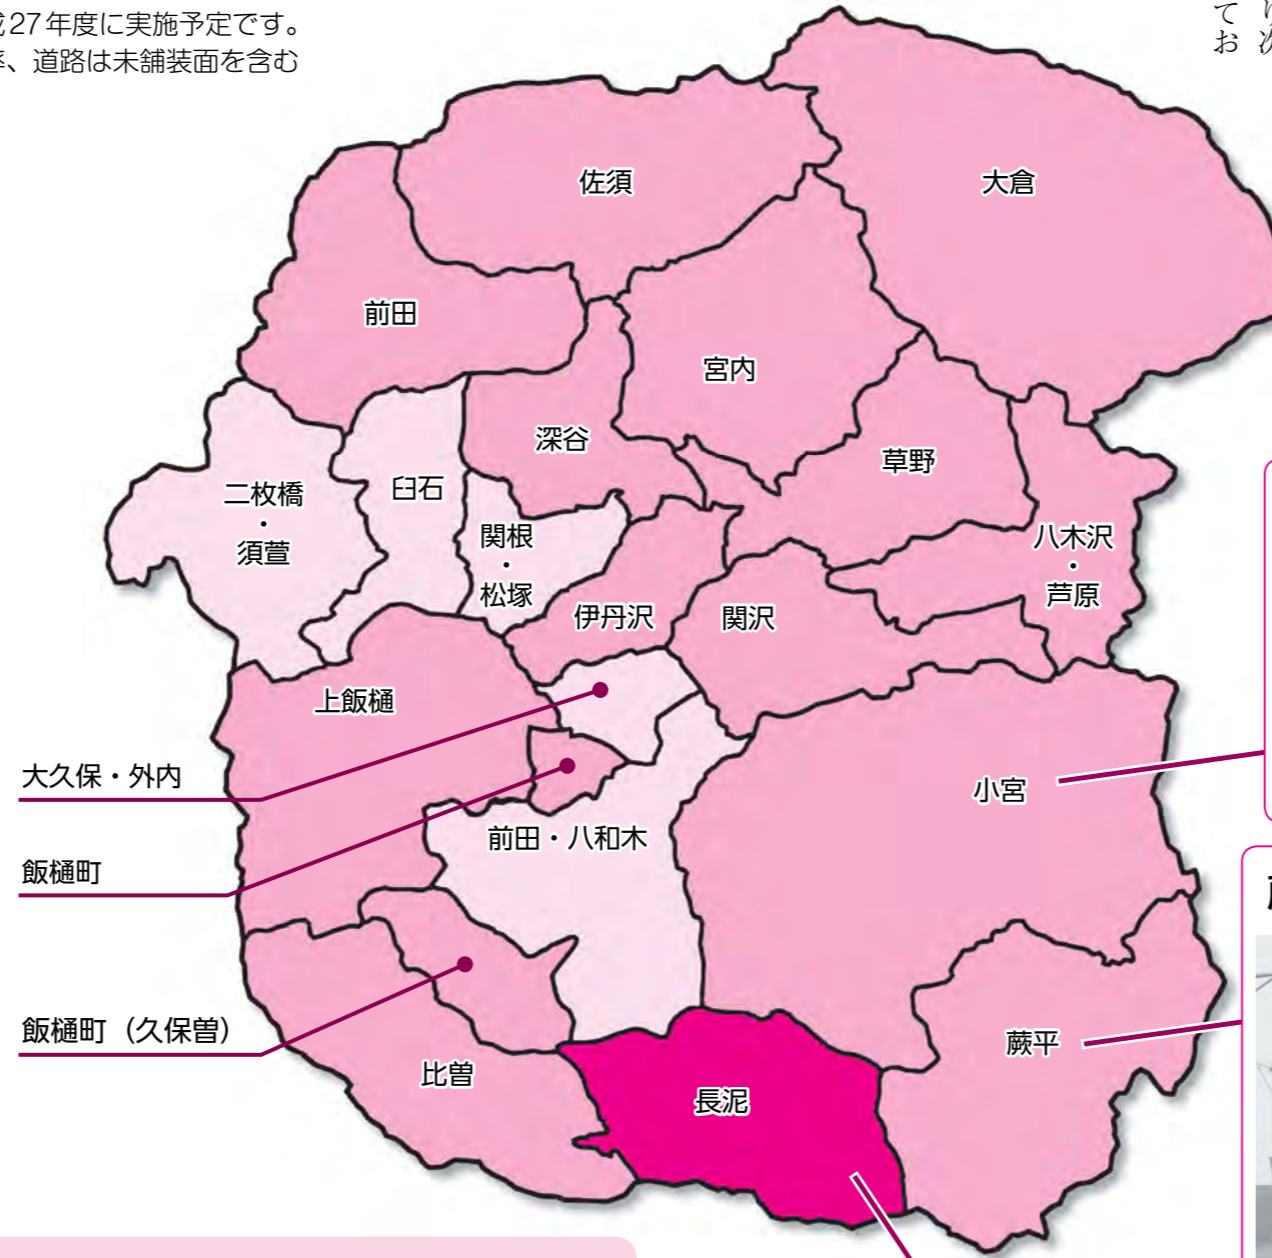 27年度に実施予定です。
、道路は未舗装面を含む
てお
佐須
大倉
前田
宮内
深谷
草野
二枚橋
・
須萱
臼石
関根
・
松塚
八木沢
・
芦原
伊丹沢
関沢
上飯樋
大久保・外内
小宮
前田・八和木
飯樋町
飯樋町（久保曽）
蕨平
比曽
長泥